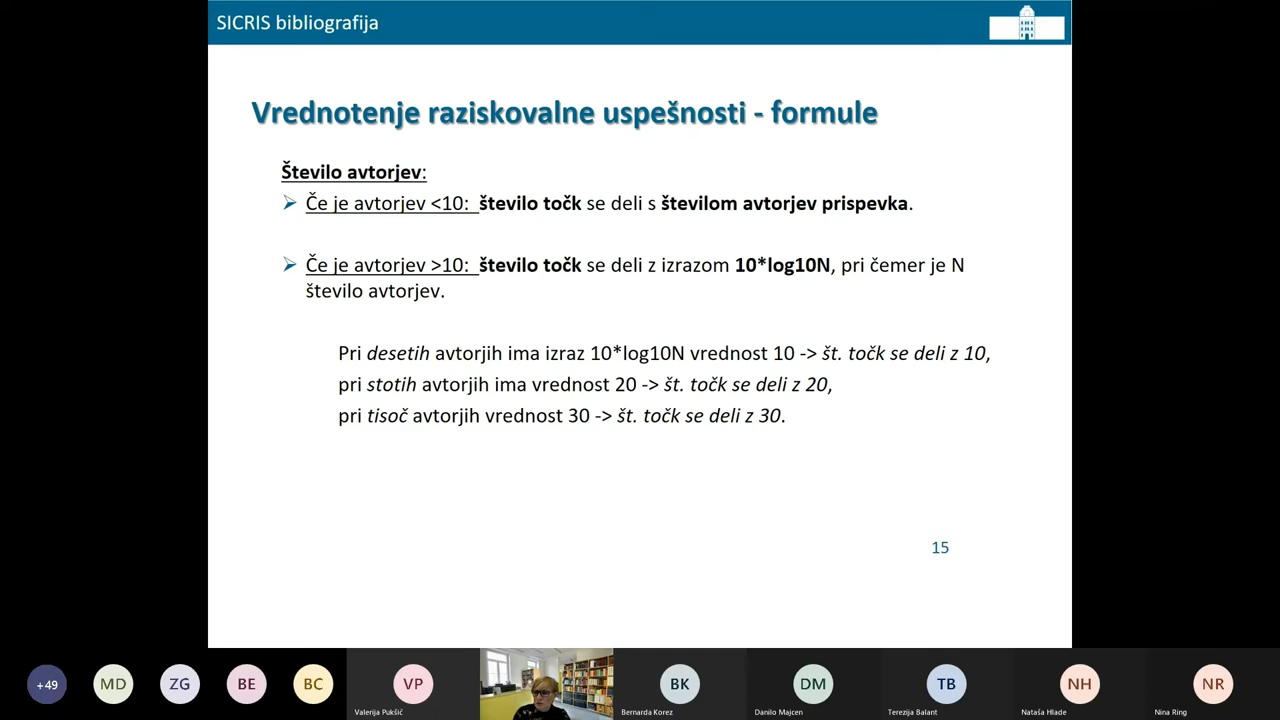 SICRIS bibliografija
Vrednotenje raziskovalne uspešnosti - formule
Število avtorjev:
Če je avtorjev <10: število točk se deli s številom avtorjev prispevka.
Če je avtorjev >10: število točk se deli z izrazom 10*log10N, pri čemer je N
število avtorjev.
Pri desetih avtorjih ima izraz 10*log10N vrednost 10 -> št. točk se deli z 10,
pri stotih avtorjih ima vrednost 20 -> št. točk se deli z 20,
pri tisoč avtorjih vrednost 30 -> št. točk se deli z 30.
15
+49 MD ZG BE BC VP BK DM TB NH NR
Valerija Pukšič Bernarda Korez Danilo Majcen Terezija Balant Nataša Hlade Nina Ring